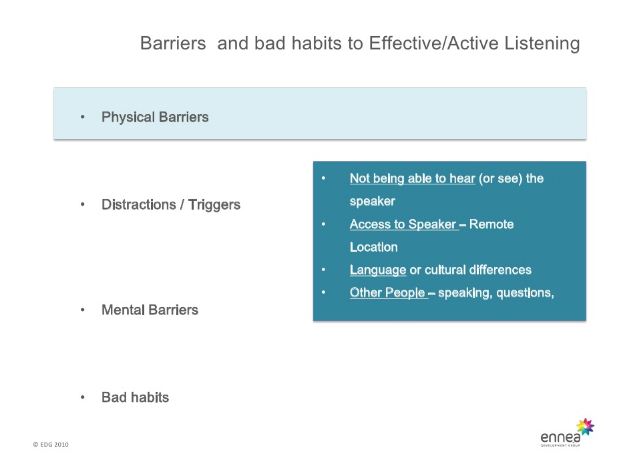 Barriers  and bad habits to Effective/Active Listening
• Physical Barriers
• Distractions / Triggers
• Mental Barriers
• Bad habits
• Not being able to hear (or see) the
speaker
• Access to Speaker – Remote
Location
• Language or cultural differences
• Other People – speaking, questions,
© EDG 2010
ennea
DEVELOPMENT GROUP